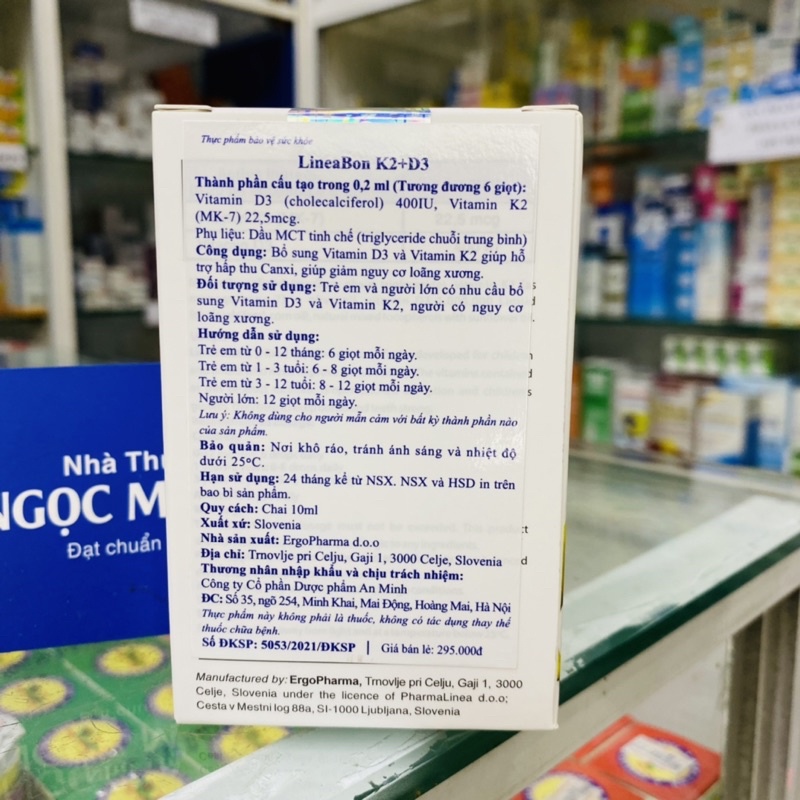 Thực phẩm bảo vệ sức khỏe
LineaBon K2+D3
Thành phần cấu tạo trong 0,2 ml (Tương đương 6 giọt):
Vitamin D3 (cholecalciferol) 400IU, Vitamin K2
(MK-7) 22,5mcg.
Phụ liệu: Dầu MCT tinh chế (triglyceride chuỗi trung bình)
Công dụng: Bổ sung Vitamin D3 và Vitamin K2 giúp hỗ
trợ hấp thu Canxi, giúp giảm nguy cơ loãng xương.
Đối tượng sử dụng: Trẻ em và người lớn có nhu cầu bổ
sung Vitamin D3 và Vitamin K2, người có nguy cơ
loãng xương.
Hướng dẫn sử dụng:
Trẻ em từ 0 - 12 tháng: 6 giọt mỗi ngày.
Trẻ em từ 1 - 3 tuổi: 6 - 8 giọt mỗi ngày.
Trẻ em từ 3 - 12 tuổi: 8 - 12 giọt mỗi ngày.
Người lớn: 12 giọt mỗi ngày.
Lưu ý: Không dùng cho người mẫn cảm với bất kỳ thành phần nào
của sản phẩm.
Bảo quản: Nơi khô ráo, tránh ánh sáng và nhiệt độ
dưới 25ºC.
Hạn sử dụng: 24 tháng kể từ NSX. NSX và HSD in trên
bao bì sản phẩm.
Quy cách: Chai 10ml
Xuất xứ: Slovenia
Nhà sản xuất: ErgoPharma d.o.o
Địa chỉ: Trnovlje pri Celju, Gaji 1, 3000 Celje, Slovenia
Thương nhân nhập khẩu và chịu trách nhiệm:
Công ty Cổ phần Dược phẩm An Minh
ĐC: Số 35, ngõ 254, Minh Khai, Mai Động, Hoàng Mai, Hà Nội
Thực phẩm này không phải là thuốc, không có tác dụng thay thế
thuốc chữa bệnh.
Số ĐKSP: 5053/2021/ĐKSP | Giá bán lẻ: 295.000đ
Manufactured by: ErgoPharma, Trnovlje pri Celju, Gaji 1, 3000
Celje, Slovenia under the licence of PharmaLinea d.o.o;
Cesta v Mestni log 88a, SI-1000 Ljubljana, Slovenia
Nhà Thu
NGỌC M
Đạt chuẩn